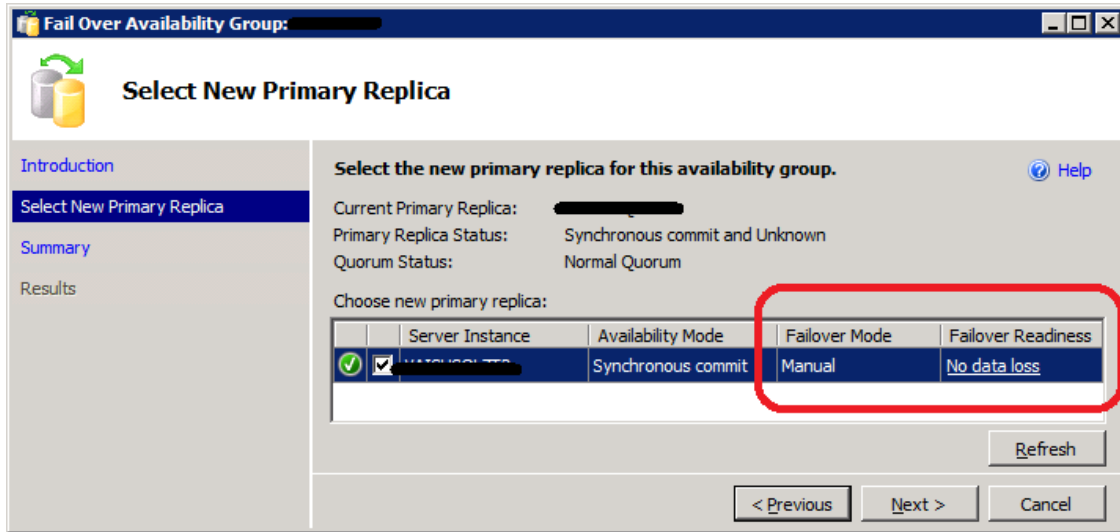 Fail Over Availability Group:
Select New Primary Replica
Introduction
Select New Primary Replica
Summary
Results
Select the new primary replica for this availability group.
Help
Current Primary Replica:
Primary Replica Status: Synchronous commit and Unknown
Quorum Status: Normal Quorum
Choose new primary replica:
Server Instance Availability Mode Failover Mode Failover Readiness
Synchronous commit Manual No data loss
Refresh
< Previous Next > Cancel